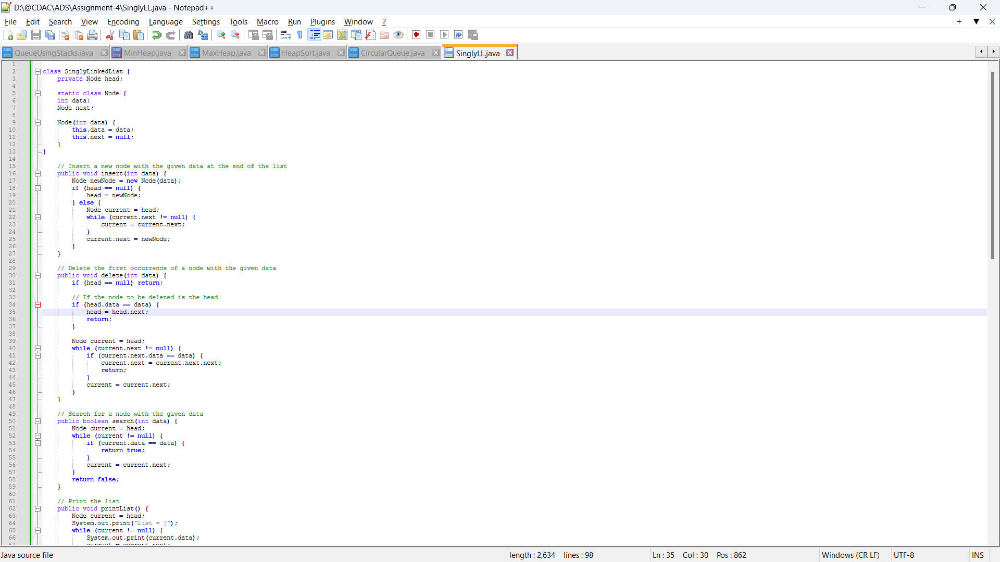 D:\@CDAC\ADS\Assignment-4\SinglyLL.java - Notepad++
File Edit Search View Encoding Language Settings Tools Macro Run Plugins Window ?
QueueUsingStacks.java MinHeap.java MaxHeap.java HeapSort.java CircularQueue.java SinglyLL.java
1
2 class SinglyLinkedList {
3 private Node head;
4
5 static class Node {
6 int data;
7 Node next;
8
9 Node(int data) {
10 this.data = data;
11 this.next = null;
12 }
13 }
14
15 // Insert a new node with the given data at the end of the list
16 public void insert(int data) {
17 Node newNode = new Node(data);
18 if (head == null) {
19 head = newNode;
20 } else {
21 Node current = head;
22 while (current.next != null) {
23 current = current.next;
24 }
25 current.next = newNode;
26 }
27 }
28
29 // Delete the first occurrence of a node with the given data
30 public void delete(int data) {
31 if (head == null) return;
32
33 // If the node to be deleted is the head
34 if (head.data == data) {
35 head = head.next;
36 return;
37 }
38
39 Node current = head;
40 while (current.next != null) {
41 if (current.next.data == data) {
42 current.next = current.next.next;
43 return;
44 }
45 current = current.next;
46 }
47 }
48
49 // Search for a node with the given data
50 public boolean search(int data) {
51 Node current = head;
52 while (current != null) {
53 if (current.data == data) {
54 return true;
55 }
56 current = current.next;
57 }
58 return false;
59 }
60
61 // Print the list
62 public void printList() {
63 Node current = head;
64 System.out.print("List = [");
65 while (current != null) {
66 System.out.print(current.data);
67 current = current.next;
Java source file length : 2,634 lines : 98 Ln : 35 Col : 30 Pos : 862 Windows (CR LF) UTF-8 INS